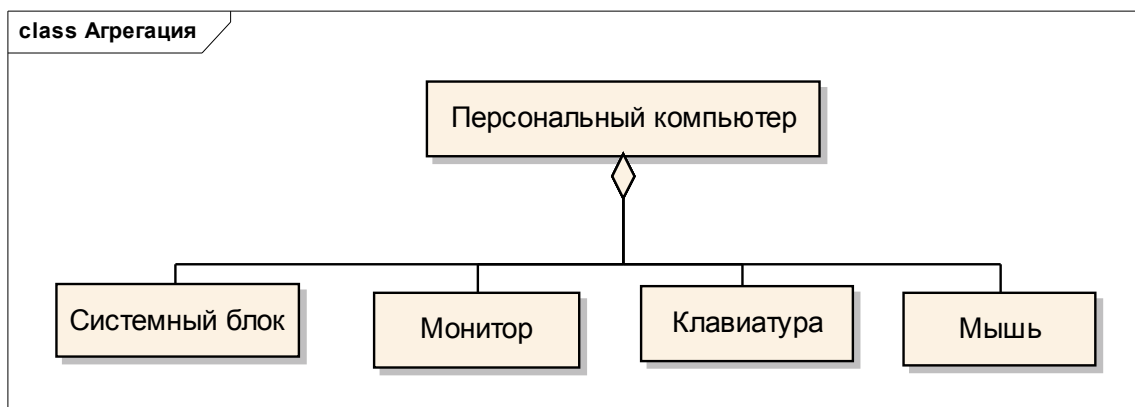 class Агрегация
Персональный компьютер
Системный блок
Монитор
Клавиатура
Мышь